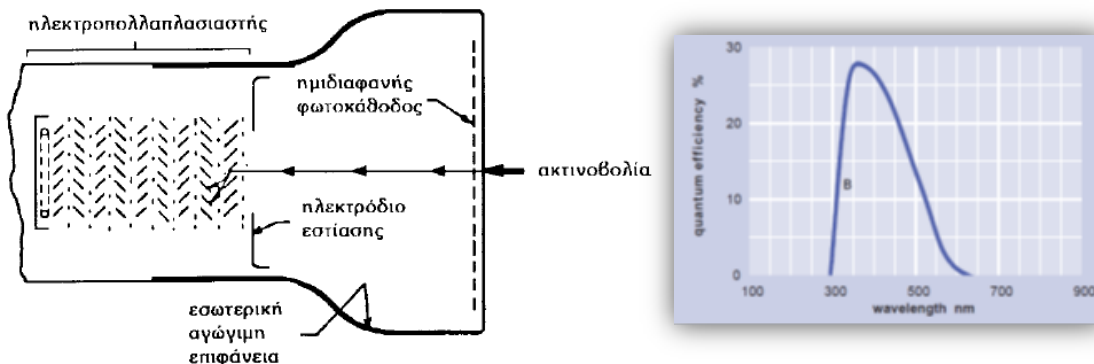 ηλεκτροπολλαπλασιαστής
ημιδιαφανής
φωτοκάθοδος
ακτινοβολία
ηλεκτρόδιο
εστίασης
εσωτερική
αγώγιμη
επιφάνεια
quantum efficiency %
30
20
10
0
B
100
300
500
700
900
wavelength nm